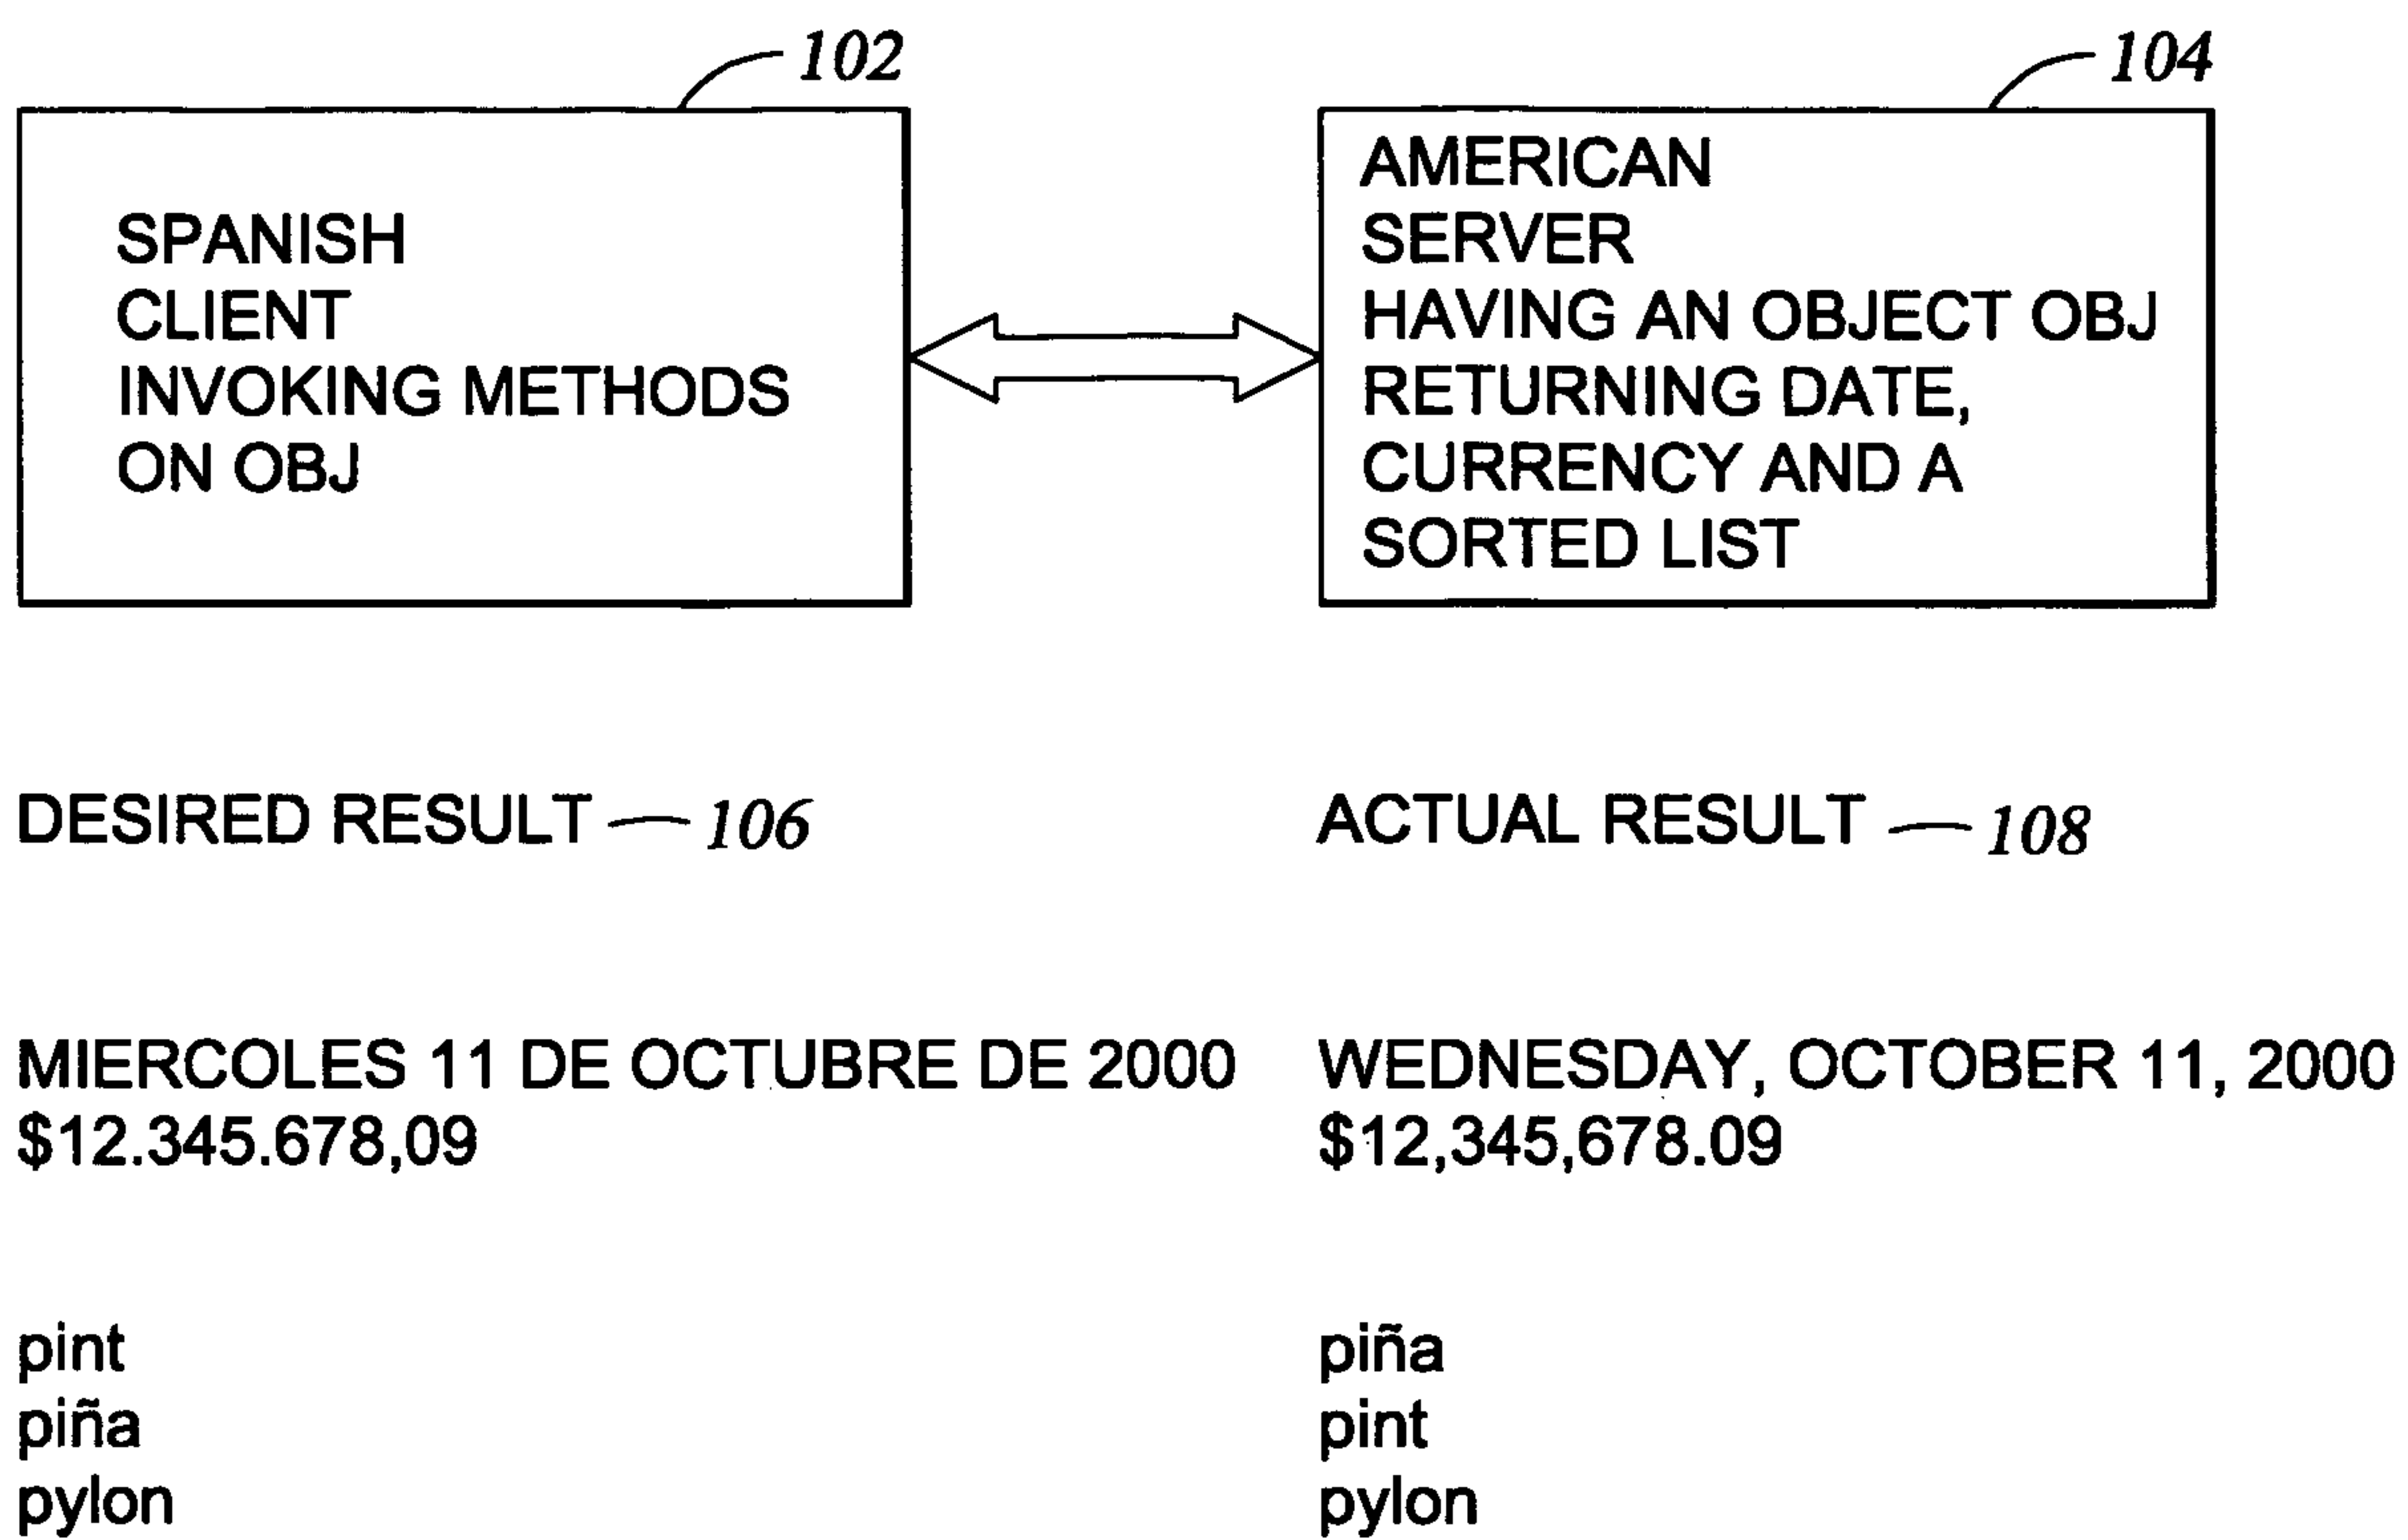 102
SPANISH
CLIENT
INVOKING METHODS
ON OBJ
104
AMERICAN
SERVER
HAVING AN OBJECT OBJ
RETURNING DATE,
CURRENCY AND A
SORTED LIST
DESIRED RESULT 106
MIERCOLES 11 DE OCTUBRE DE 2000
$12.345.678,09
pint
piña
pylon
ACTUAL RESULT 108
WEDNESDAY, OCTOBER 11, 2000
$12,345,678.09
piña
pint
pylon